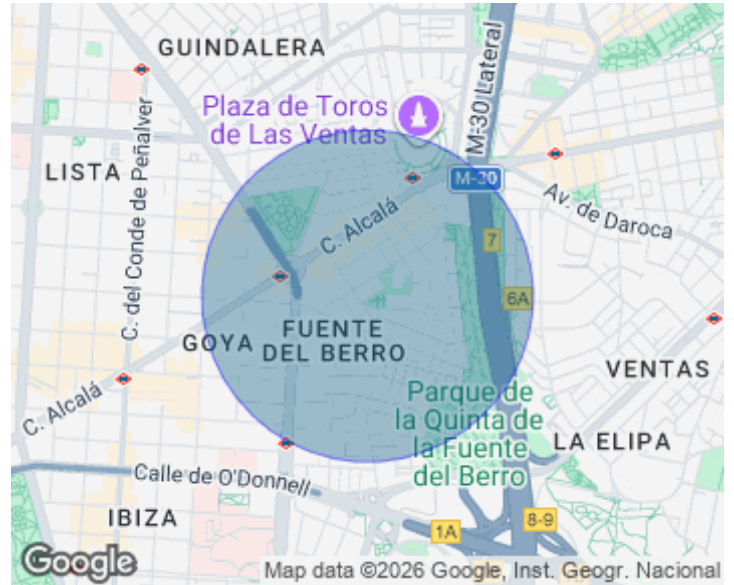 GUINDALERA
Plaza de Toros
de Las Ventas
M-30 Lateral
C. del Conde de Peñalver
LISTA
M-30
Av. de Daroca
C. Alcalá
7
6A
GOYA
FUENTE
DEL BERRO
VENTAS
C. Alcalá
Parque de
la Quinta de
la Fuente
del Berro
LA ELIPA
Calle de O'Donnell
IBIZA
1A
8-9
Google
Map data ©2026 Google, Inst. Geogr. Nacional